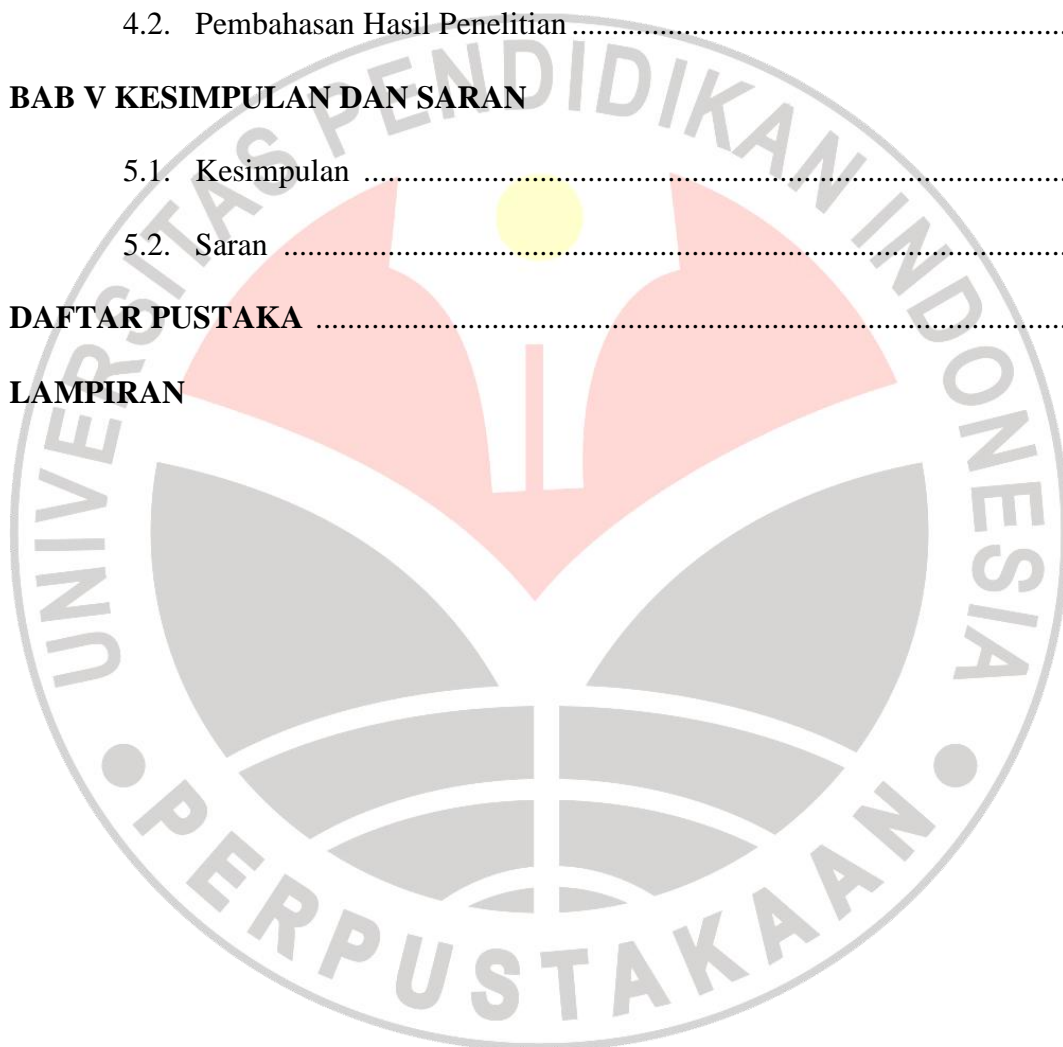 4.2. Pembahasan Hasil Penelitian ............................................................
BAB V KESIMPULAN DAN SARAN
5.1. Kesimpulan ............................................................
5.2. Saran ............................................................
DAFTAR PUSTAKA ............................................................
LAMPIRAN
UNIVERSITAS PENDIDIKAN INDONESIA
PERPUSTAKAAN